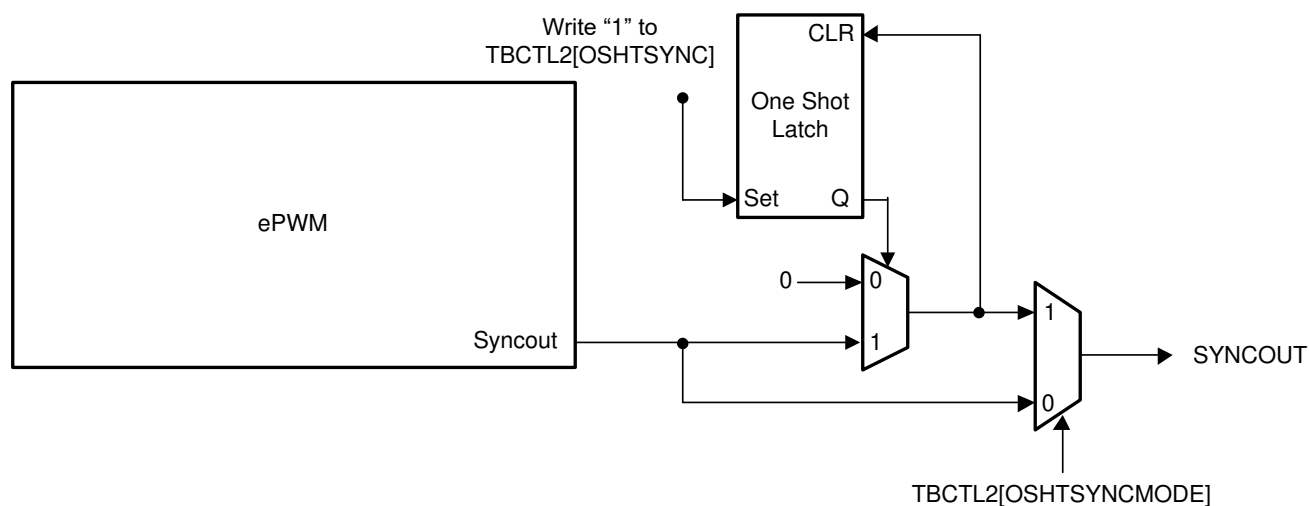 Write “1” to
TBCTL2[OSHTSYNC]
CLR
One Shot
Latch
Set
Q
ePWM
0
0
Syncout
1
1
SYNCOUT
0
TBCTL2[OSHTSYNCMODE]